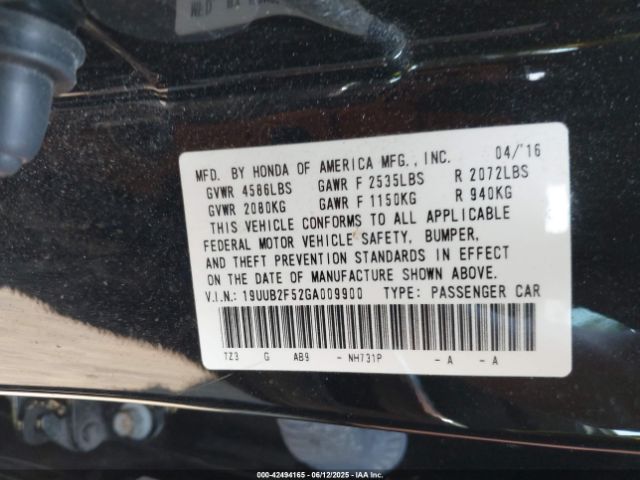 MFD. BY HONDA OF AMERICA MFG., INC. 04/'16
GVWR 4586LBS GAWR F 2535LBS R 2072LBS
GVWR 2080KG GAWR F 1150KG R 940KG
THIS VEHICLE CONFORMS TO ALL APPLICABLE
FEDERAL MOTOR VEHICLE SAFETY, BUMPER,
AND THEFT PREVENTION STANDARDS IN EFFECT
ON THE DATE OF MANUFACTURE SHOWN ABOVE.
V.I.N.: 19UUB2F52GA009900 TYPE: PASSENGER CAR
TZ3 G AB9 - NH731P - A - A
000-42494165 - 06/12/2025 - IAAI.COM